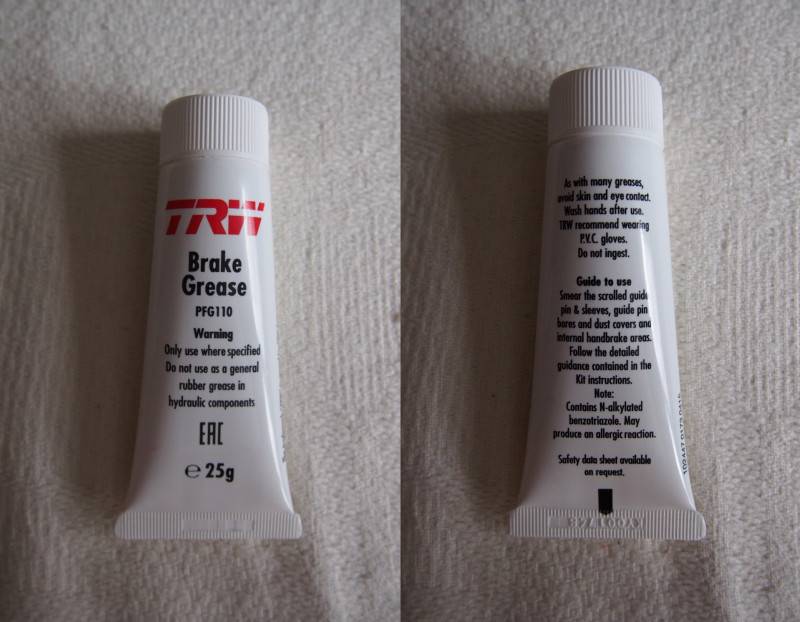 TRW
Brake
Grease
PFG110
Warning
Only use where specified
Do not use as a general
rubber grease in
hydraulic components
EAC
℮ 25g
As with many greases,
avoid skin and eye contact.
Wash hands after use.
TRW recommend wearing
P.V.C. gloves.
Do not ingest.
Guide to use
Smear the scrolled guide
pin & sleeves, guide pin
bores and dust covers and
internal handbrake areas.
Follow the detailed
guidance contained in the
Kit instructions.
Note:
Contains N-alkylated
benzotriazole. May
produce an allergic reaction.
Safety data sheet available
on request.